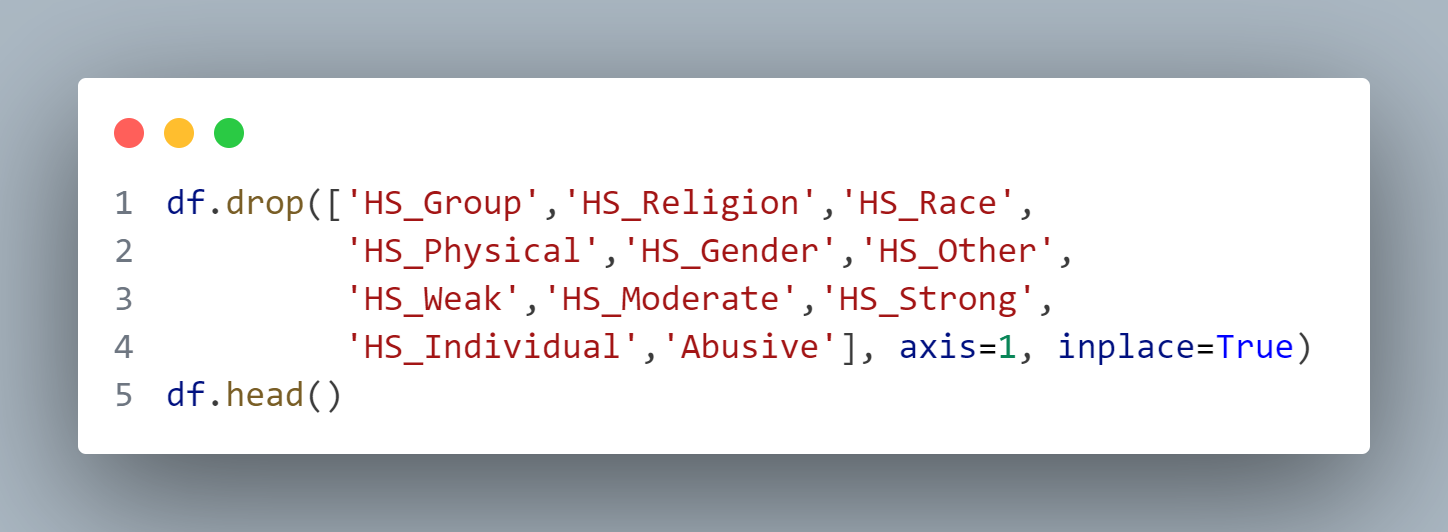 1 df.drop(['HS_Group','HS_Religion','HS_Race',
2          'HS_Physical','HS_Gender','HS_Other',
3          'HS_Weak','HS_Moderate','HS_Strong',
4          'HS_Individual','Abusive'], axis=1, inplace=True)
5 df.head()